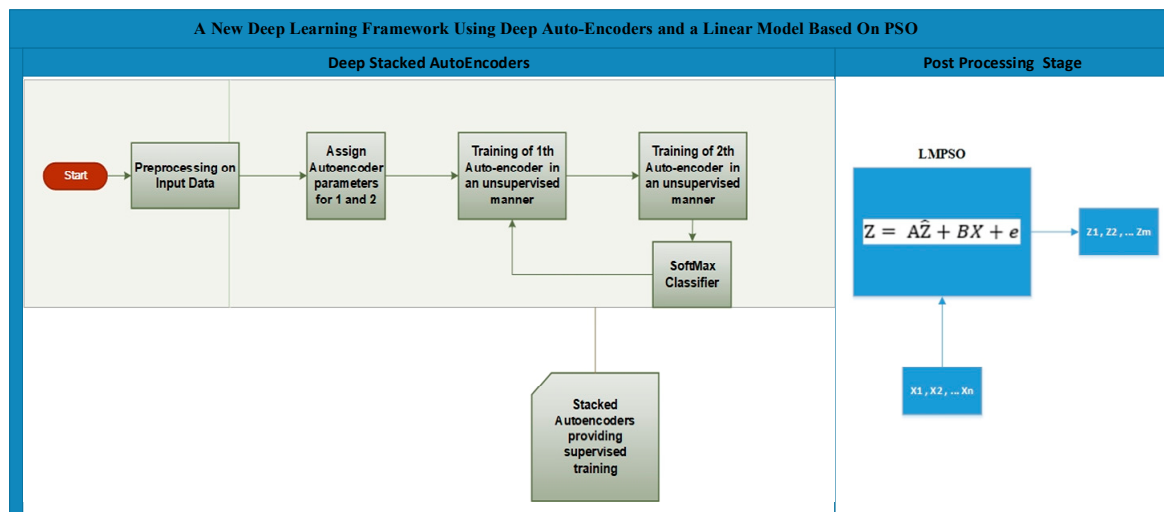 A New Deep Learning Framework Using Deep Auto-Encoders and a Linear Model Based On PSO
Deep Stacked AutoEncoders
Post Processing Stage
Start
Preprocessing on
Input Data
Assign
Autoencoder
parameters
for 1 and 2
Training of 1th
Auto-encoder in
an unsupervised
manner
Training of 2th
Auto-encoder in
an unsupervised
manner
SoftMax
Classifier
Stacked
Autoencoders
providing
supervised
training
LMPSO
Z = AẐ + BX + e
Z1, Z2, ... Zm
X1, X2, ... Xn